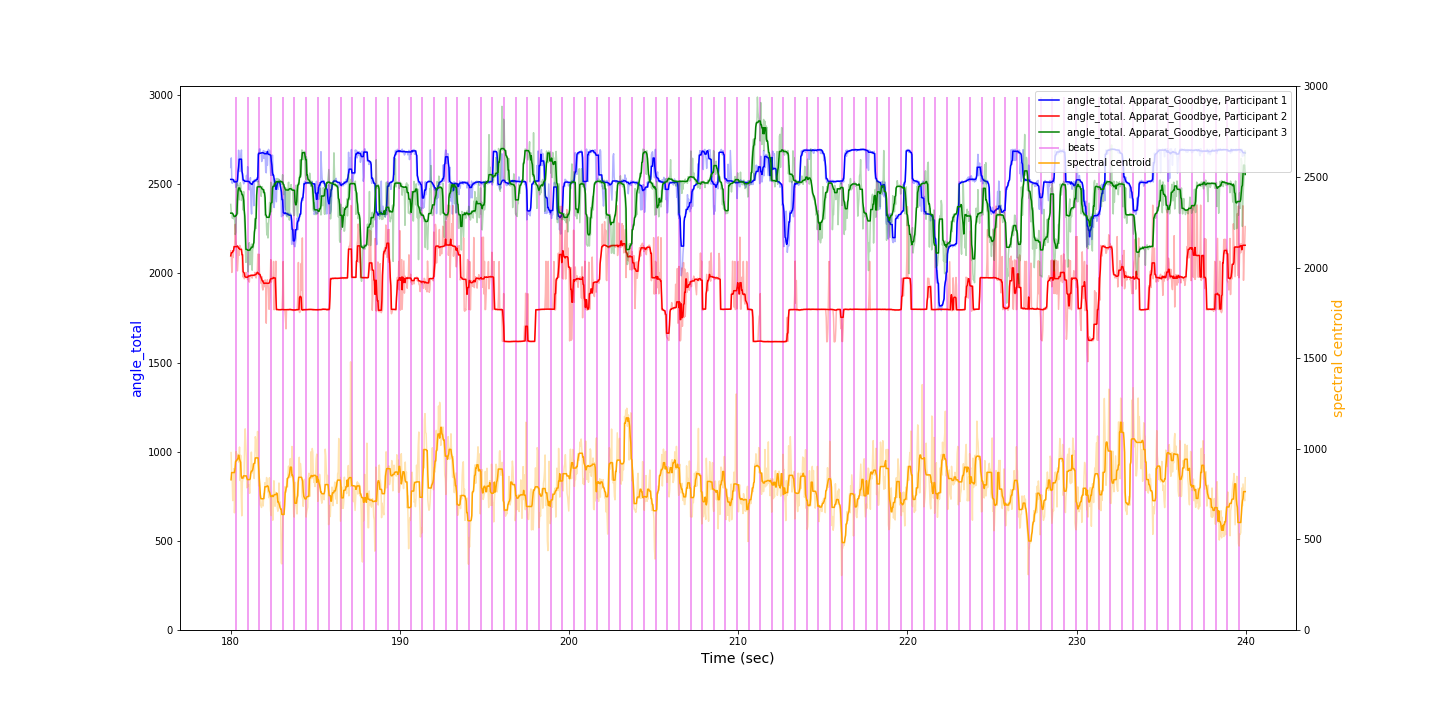 angle_total. Apparat_Goodbye, Participant 1
angle_total. Apparat_Goodbye, Participant 2
angle_total. Apparat_Goodbye, Participant 3
beats
spectral centroid
3000
2500
2000
1500
1000
500
0
angle_total
3000
2500
2000
1500
1000
500
0
spectral centroid
180
190
200
210
220
230
240
Time (sec)